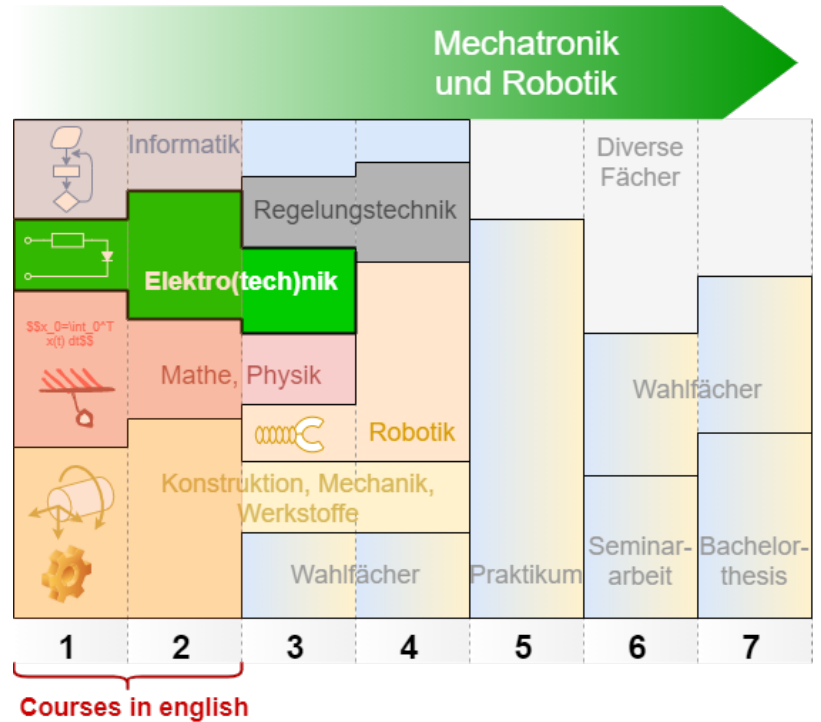 Mechatronik
und Robotik
Informatik
Diverse
Fächer
Regelungstechnik
Elektro(tech)nik
$$x_0=\int_0^T
x(t) dt$$
Mathe, Physik
Wahlfächer
Robotik
Konstruktion, Mechanik,
Werkstoffe
Wahlfächer
Praktikum
Seminar-
arbeit
Bachelor-
thesis
1 2 3 4 5 6 7
Courses in english